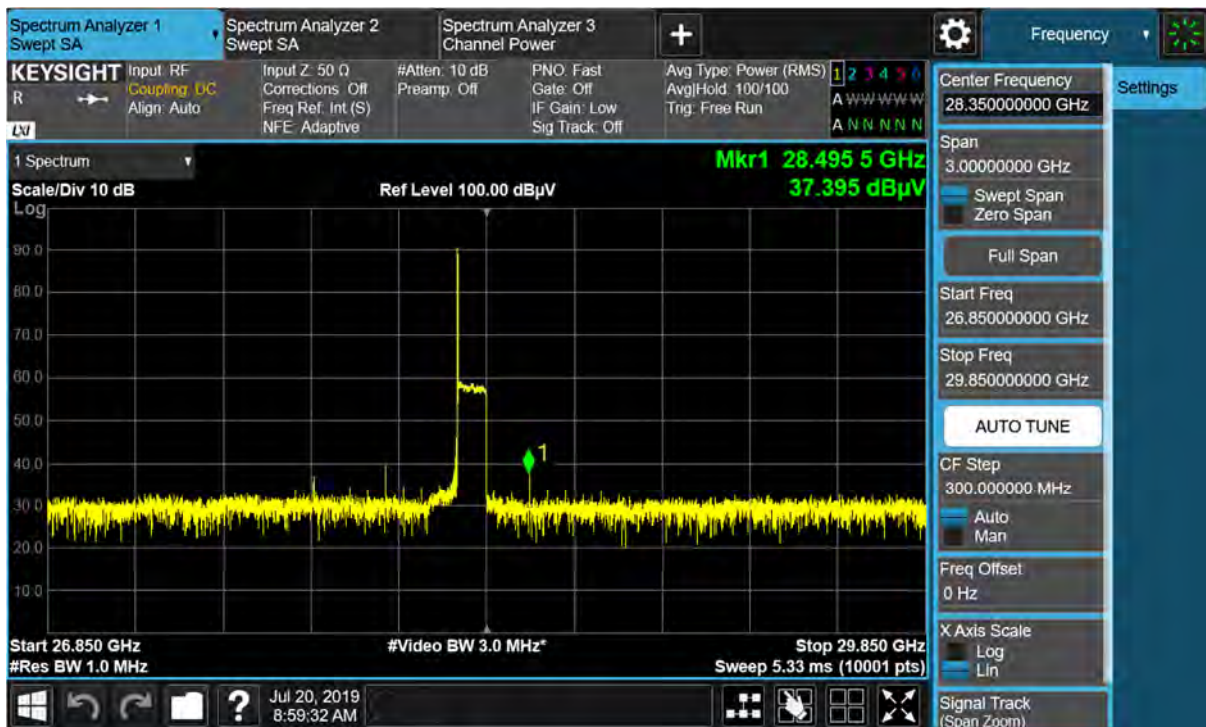 Spectrum Analyzer 1
Swept SA
Spectrum Analyzer 2
Swept SA
Spectrum Analyzer 3
Channel Power
+
Frequency
KEYSIGHT
R
LXI
Input: RF
Coupling: DC
Align: Auto
Input Z: 50 Ω
Corrections: Off
Freq Ref: Int (S)
NFE: Adaptive
#Atten: 10 dB
Preamp: Off
PNO: Fast
Gate: Off
IF Gain: Low
Sig Track: Off
Avg Type: Power (RMS)
Avg|Hold: 100/100
Trig: Free Run
1 2 3 4 5 6
A W W W W W
A N N N N N
1 Spectrum
Scale/Div 10 dB
Ref Level 100.00 dBµV
Mkr1 28.495 5 GHz
37.395 dBµV
Log
90.0
80.0
70.0
60.0
50.0
40.0
30.0
20.0
10.0
1
Start 26.850 GHz
#Video BW 3.0 MHz*
Stop 29.850 GHz
#Res BW 1.0 MHz
Sweep 5.33 ms (10001 pts)
?
Jul 20, 2019
8:59:32 AM
Center Frequency
28.350000000 GHz
Settings
Span
3.00000000 GHz
Swept Span
Zero Span
Full Span
Start Freq
26.850000000 GHz
Stop Freq
29.850000000 GHz
AUTO TUNE
CF Step
300.000000 MHz
Auto
Man
Freq Offset
0 Hz
X Axis Scale
Log
Lin
Signal Track
(Span Zoom)